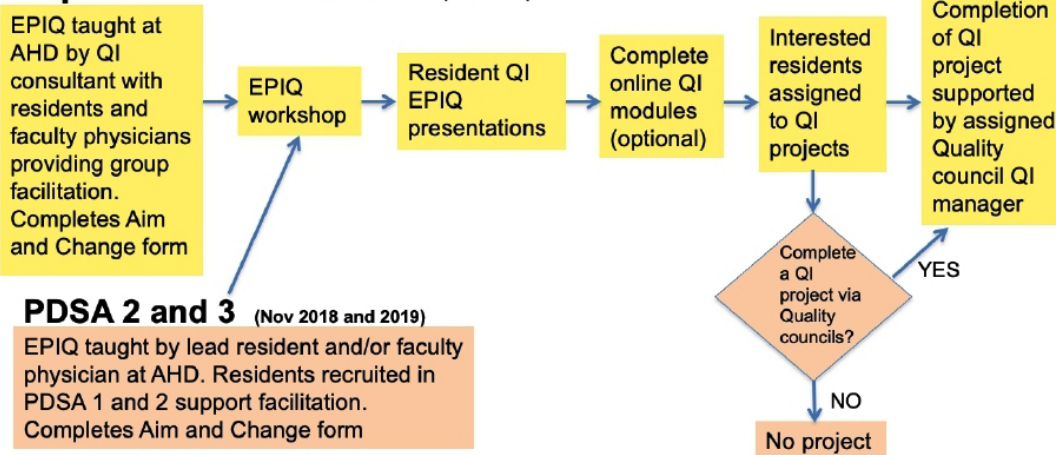 EPIQ taught at
AHD by QI
consultant with
residents and
faculty physicians
providing group
facilitation.
Completes Aim
and Change form
EPIQ
workshop
Resident QI
EPIQ
presentations
Complete
online QI
modules
(optional)
Interested
residents
assigned
to QI
projects
Completion
of QI
project
supported
by assigned
Quality
council QI
manager
Complete
a QI
project via
Quality
councils?
YES
NO
No project
PDSA 2 and 3 (Nov 2018 and 2019)
EPIQ taught by lead resident and/or faculty
physician at AHD. Residents recruited in
PDSA 1 and 2 support facilitation.
Completes Aim and Change form